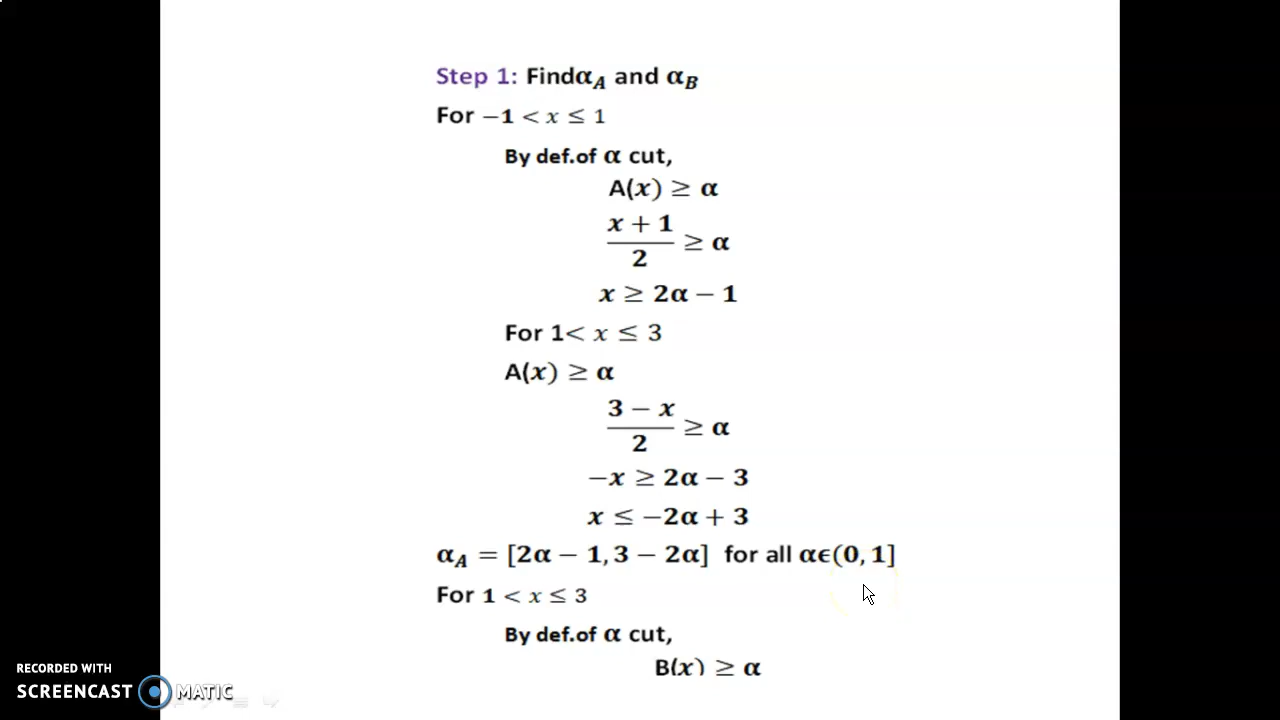 Step 1: Findα_A and α_B
For −1 < x ≤ 1
By def.of α cut,
A(x) ≥ α
x + 1
―――― ≥ α
2
x ≥ 2α − 1
For 1< x ≤ 3
A(x) ≥ α
3 − x
―――― ≥ α
2
−x ≥ 2α − 3
x ≤ −2α + 3
α_A = [2α − 1, 3 − 2α] for all αϵ(0, 1]
For 1 < x ≤ 3
By def.of α cut,
B(x) ≥ α
RECORDED WITH
SCREENCAST MATIC